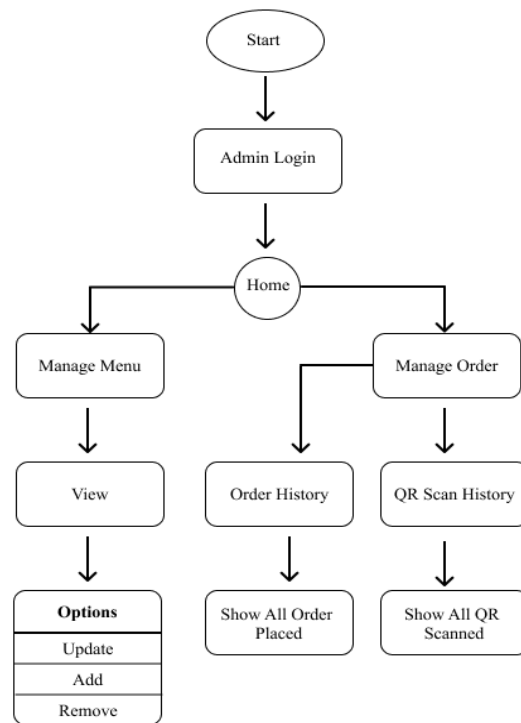 Start
Admin Login
Home
Manage Menu
Manage Order
View
Order History
QR Scan History
Options
Update
Add
Remove
Show All Order
Placed
Show All QR
Scanned